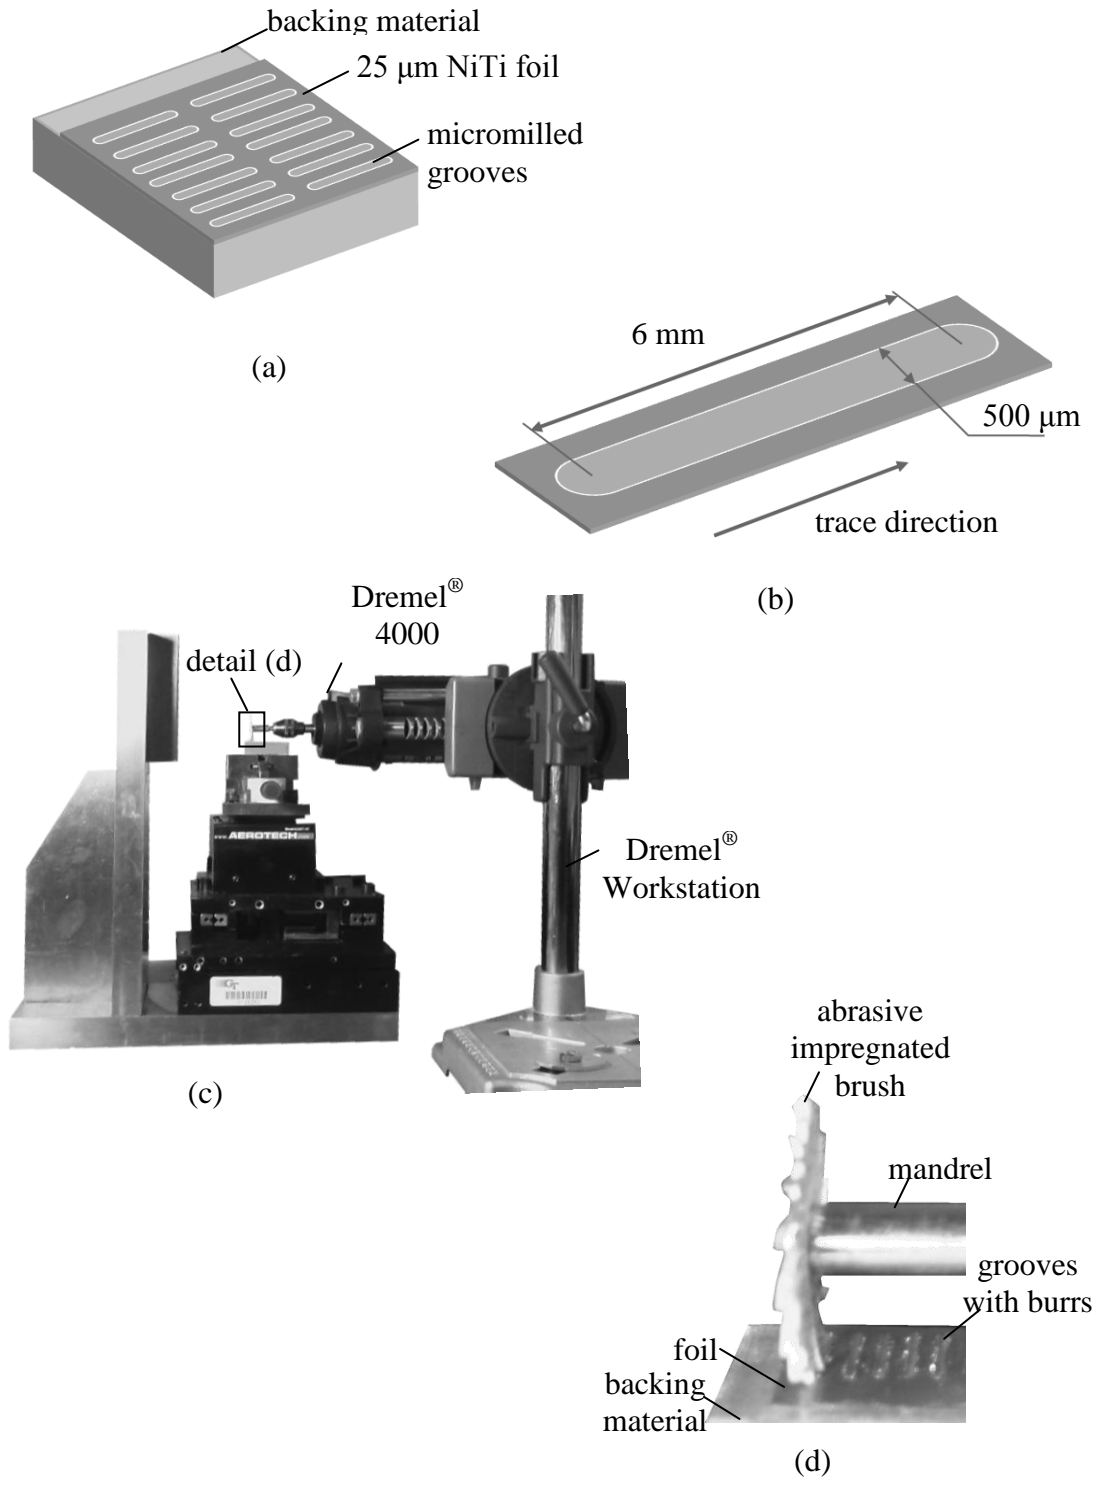 backing material
25 μm NiTi foil
micromilled
grooves
(a)
6 mm
500 μm
trace direction
(b)
Dremel®
4000
detail (d)
AEROTECH
GT
Dremel®
Workstation
(c)
abrasive
impregnated
brush
mandrel
grooves
with burrs
foil
backing
material
(d)